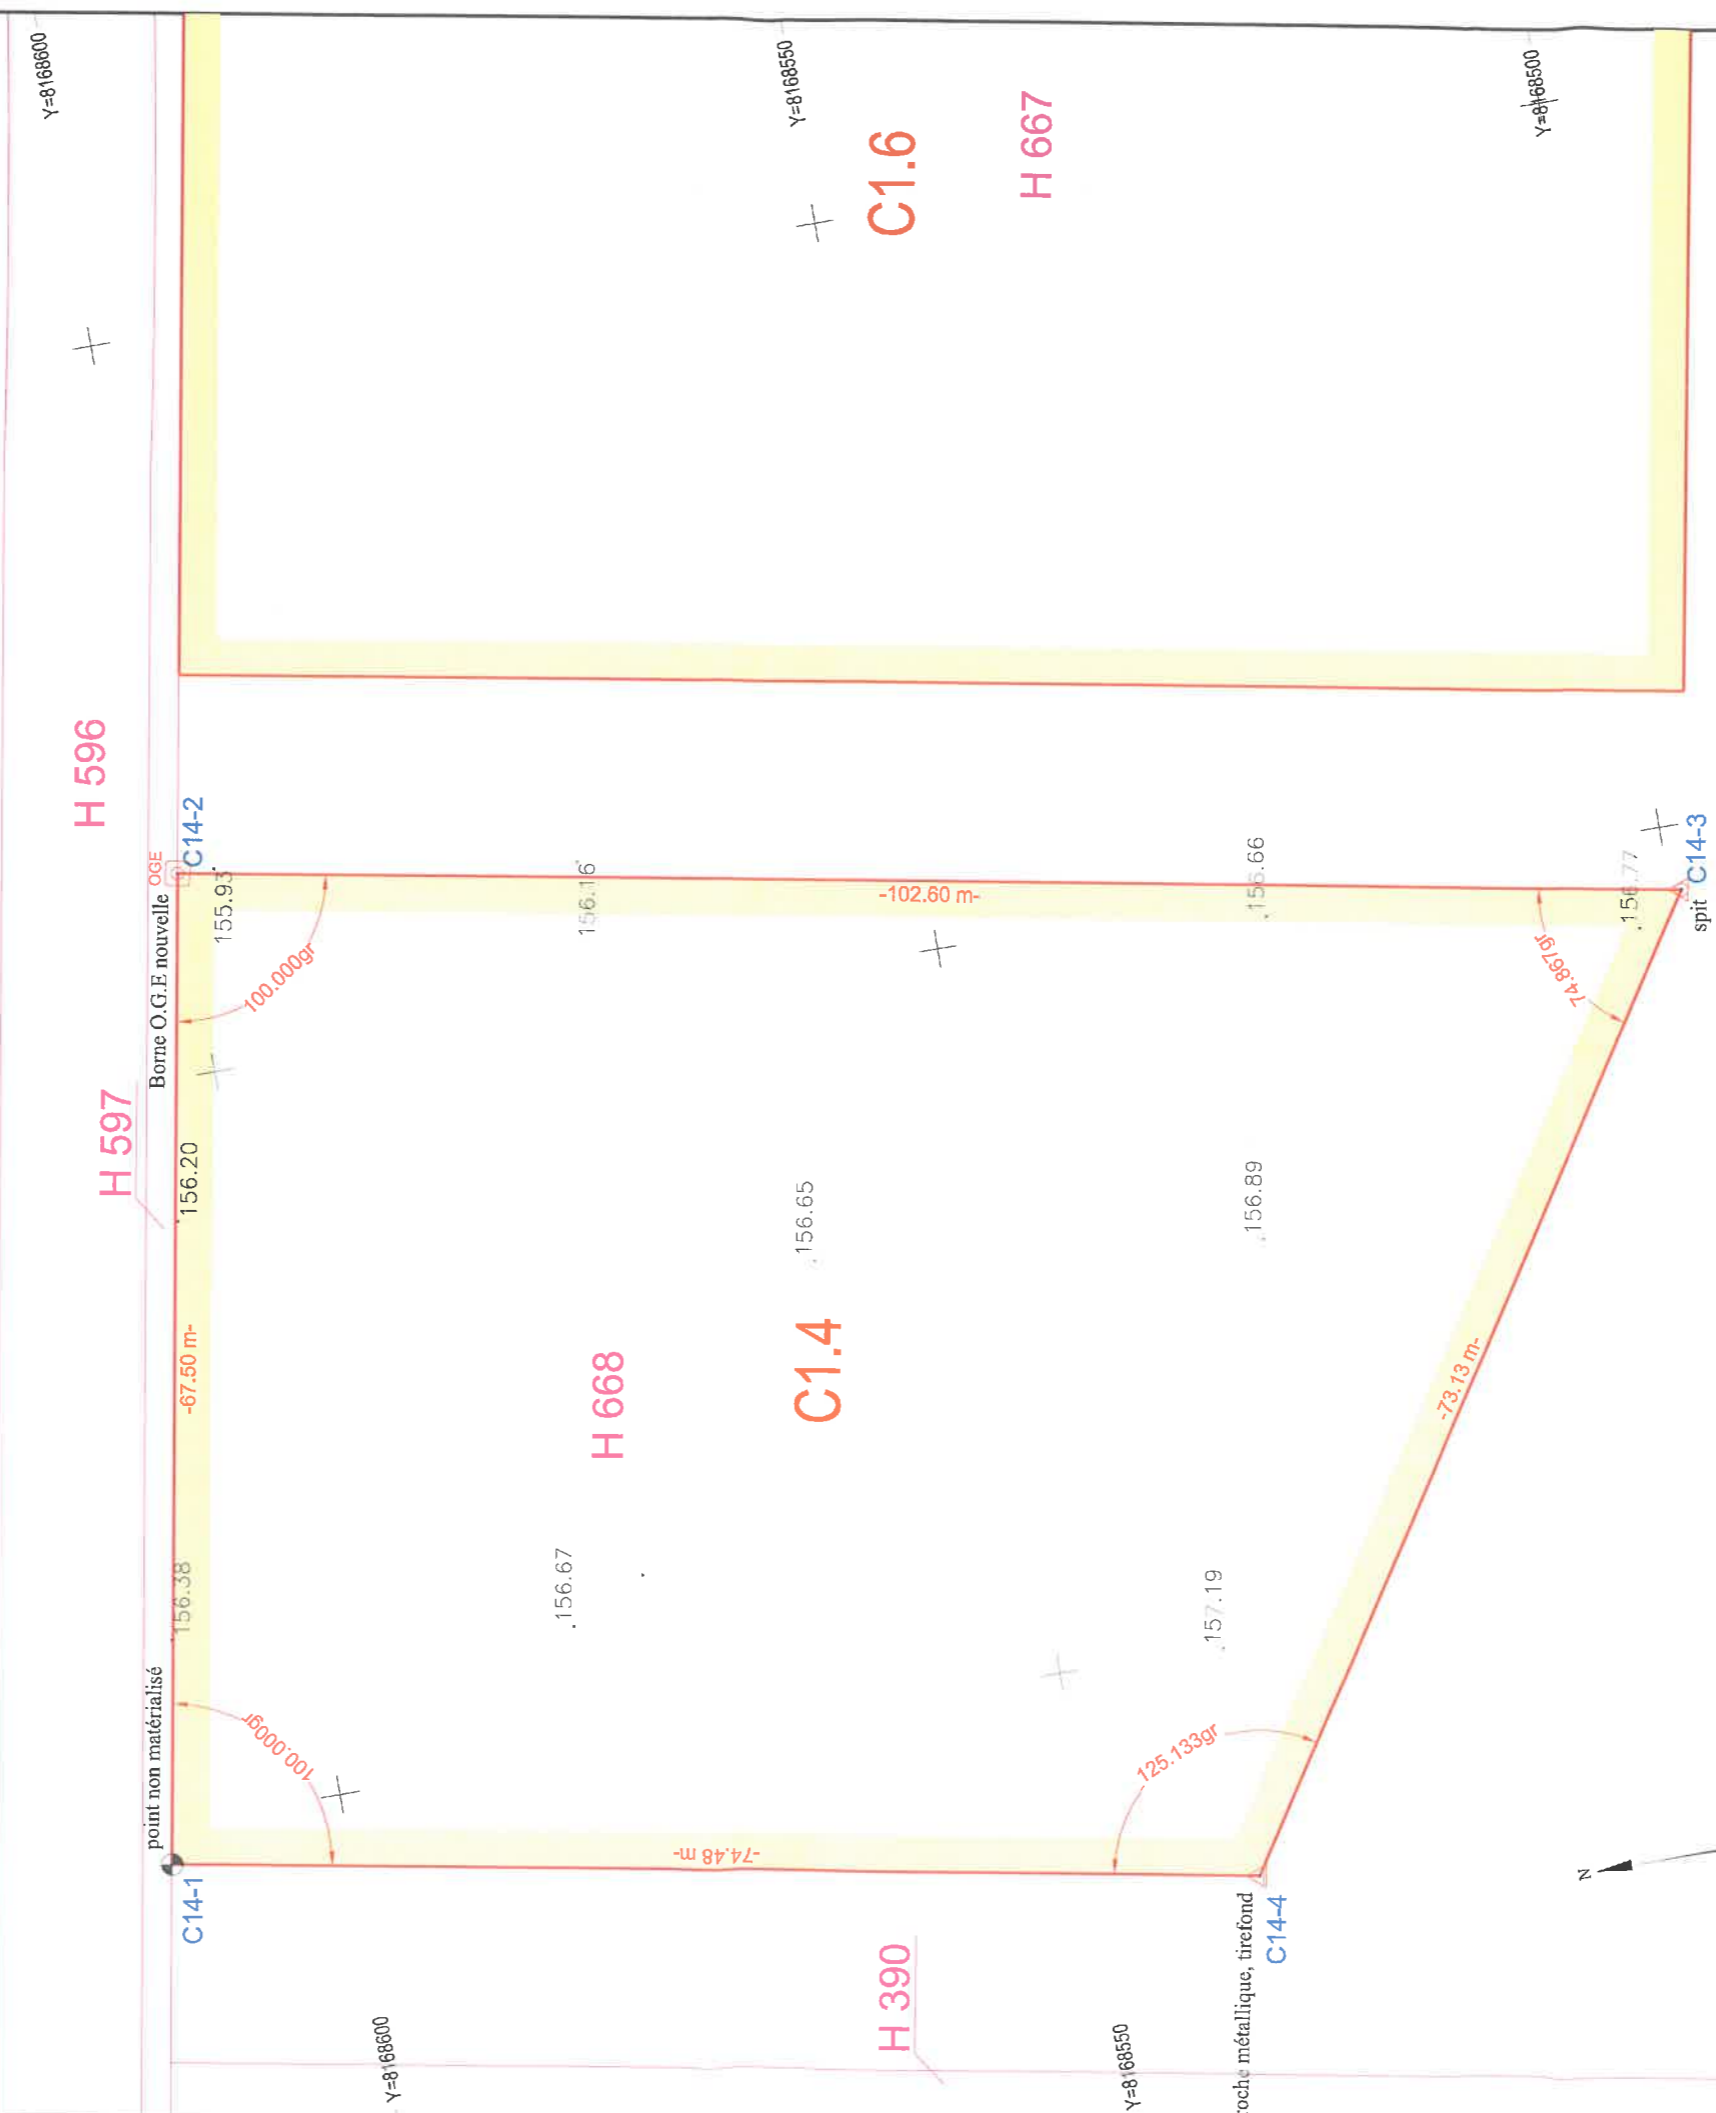 Y=8168600
Y=8168550
Y=8168500
C1.6
H 667
H 596
H 597
Borne O.G.E nouvelle
OGE
C14-2
155.93
100.000gr
156.20
-67.50 m-
156.38
point non matérialisé
100.000gr
C14-1
156.16
-102.60 m-
156.66
156.77
74.867gr
spit
C14-3
156.65
156.89
H 668
C1.4
156.67
157.19
-73.13 m-
125.133gr
-74.48 m-
H 390
roche métallique, tirefond
C14-4
Y=8168600
Y=8168550
N